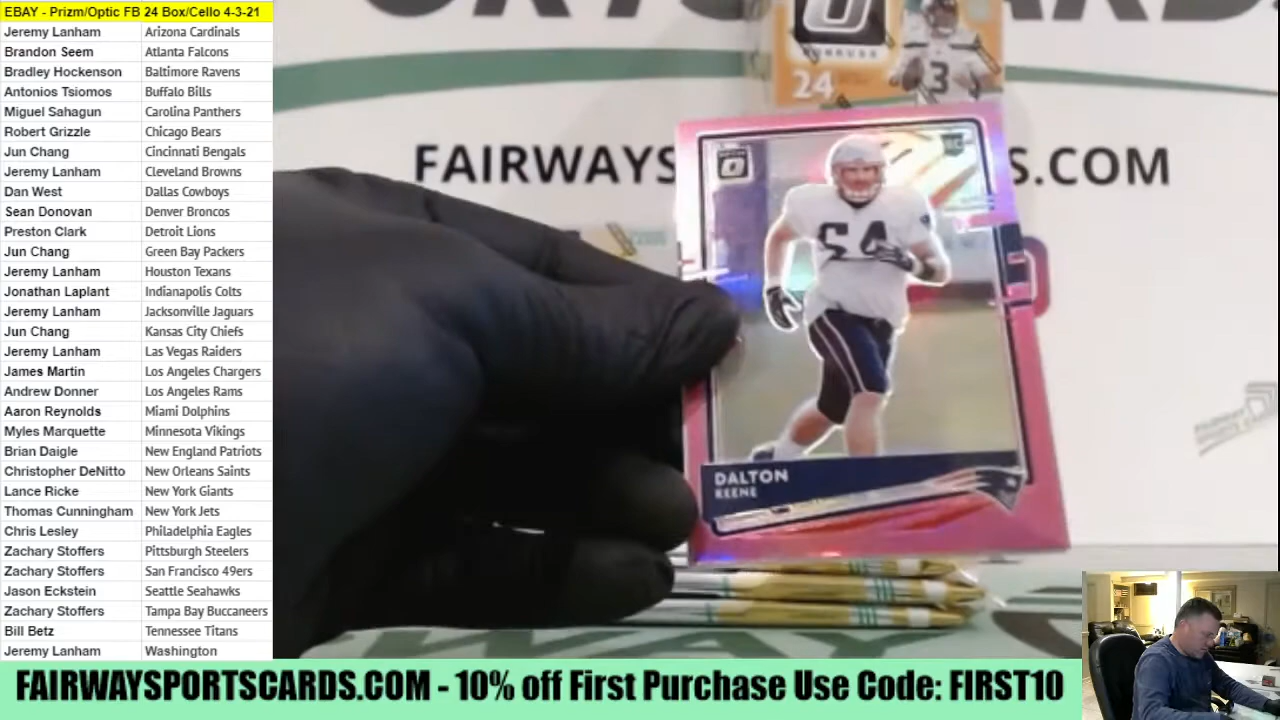 EBAY - Prizm/Optic FB 24 Box/Cello 4-3-21
Jeremy Lanham Arizona Cardinals
Brandon Seem Atlanta Falcons
Bradley Hockenson Baltimore Ravens
Antonios Tsiomos Buffalo Bills
Miguel Sahagun Carolina Panthers
Robert Grizzle Chicago Bears
Jun Chang Cincinnati Bengals
Jeremy Lanham Cleveland Browns
Dan West Dallas Cowboys
Sean Donovan Denver Broncos
Preston Clark Detroit Lions
Jun Chang Green Bay Packers
Jeremy Lanham Houston Texans
Jonathan Laplant Indianapolis Colts
Jeremy Lanham Jacksonville Jaguars
Jun Chang Kansas City Chiefs
Jeremy Lanham Las Vegas Raiders
James Martin Los Angeles Chargers
Andrew Donner Los Angeles Rams
Aaron Reynolds Miami Dolphins
Myles Marquette Minnesota Vikings
Brian Daigle New England Patriots
Christopher DeNitto New Orleans Saints
Lance Ricke New York Giants
Thomas Cunningham New York Jets
Chris Lesley Philadelphia Eagles
Zachary Stoffers Pittsburgh Steelers
Zachary Stoffers San Francisco 49ers
Jason Eckstein Seattle Seahawks
Zachary Stoffers Tampa Bay Buccaneers
Bill Betz Tennessee Titans
Jeremy Lanham Washington
24
3
FAIRWAYS
S.COM
RC
64
DALTON
KEENE
FAIRWAYSPORTSCARDS.COM - 10% off First Purchase Use Code: FIRST10